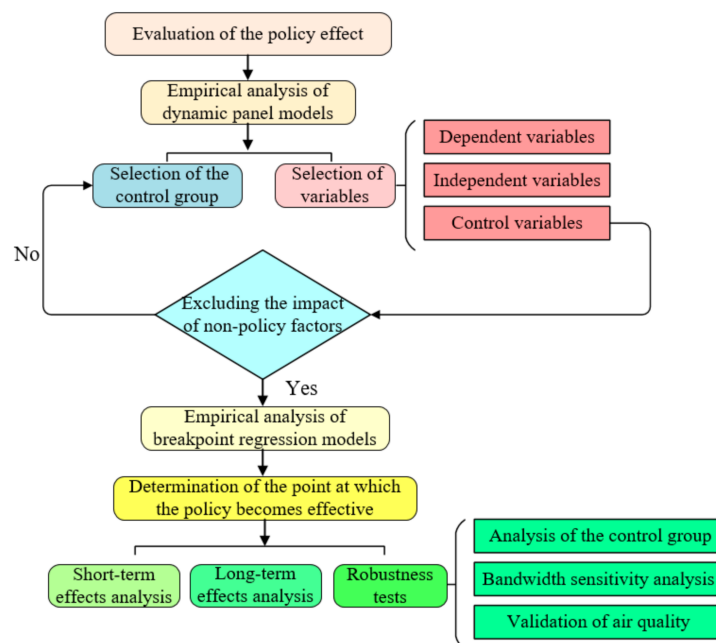 Evaluation of the policy effect
Empirical analysis of
dynamic panel models
Selection of the
control group
Selection of
variables
Dependent variables
Independent variables
Control variables
No
Excluding the impact
of non-policy factors
Yes
Empirical analysis of
breakpoint regression models
Determination of the point at which
the policy becomes effective
Short-term
effects analysis
Long-term
effects analysis
Robustness
tests
Analysis of the control group
Bandwidth sensitivity analysis
Validation of air quality